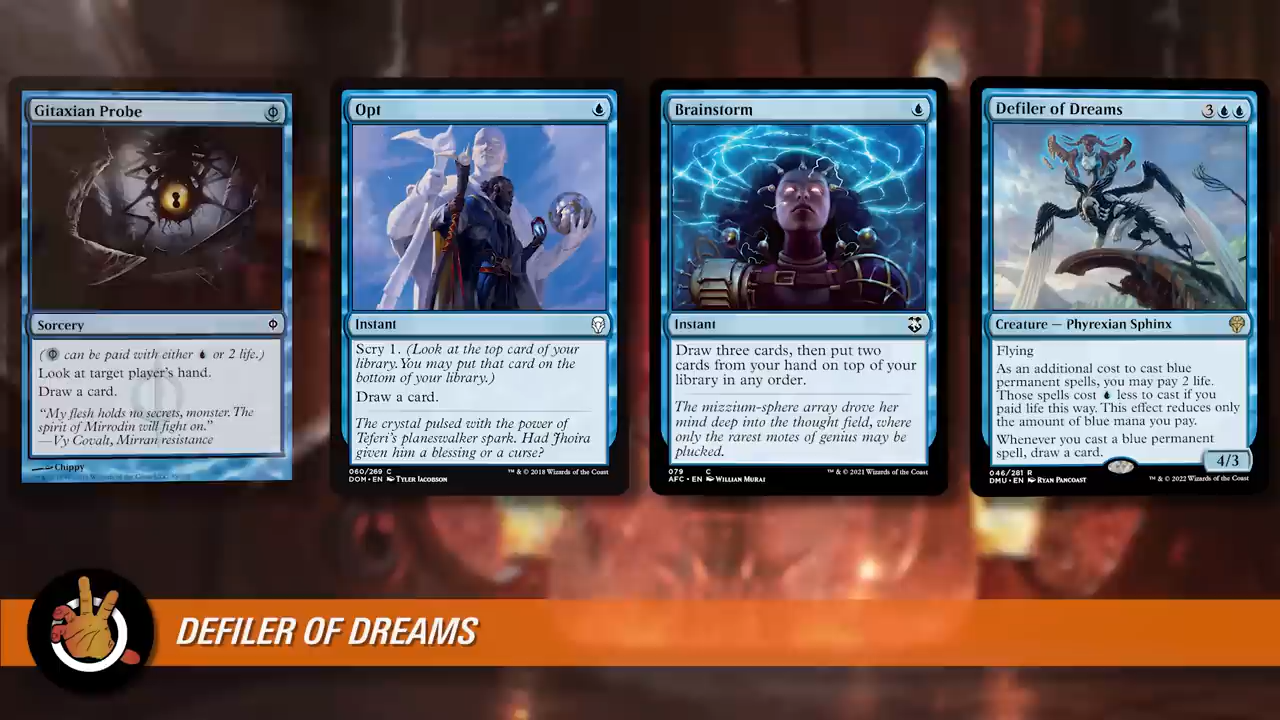 Gitaxian Probe
Sorcery
( can be paid with either or 2 life.)
Look at target player's hand.
Draw a card.
"My flesh holds no secrets, monster. The
spirit of Mirrodin will fight on."
—Vy Covalt, Mirran resistance
Chippy
Opt
Instant
Scry 1. (Look at the top card of your
library. You may put that card on the
bottom of your library.)
Draw a card.
The crystal pulsed with the power of
Teferi's planeswalker spark. Had Jhoira
given him a blessing or a curse?
060/269 C
DOM • EN Tyler Jacobson
™ & © 2018 Wizards of the Coast
Brainstorm
Instant
Draw three cards, then put two
cards from your hand on top of your
library in any order.
The mizzium-sphere array drove her
mind deep into the thought field, where
only the rarest motes of genius may be
plucked.
079 C
AFC • EN Willian Murai
™ & © 2021 Wizards of the Coast
Defiler of Dreams
3
Creature — Phyrexian Sphinx
Flying
As an additional cost to cast blue
permanent spells, you may pay 2 life.
Those spells cost less to cast if you
paid life this way. This effect reduces only
the amount of blue mana you pay.
Whenever you cast a blue permanent
spell, draw a card.
4/3
046/281 R
DMU • EN Ryan Pancoast
™ & © 2022 Wizards of the Coast
DEFILER OF DREAMS